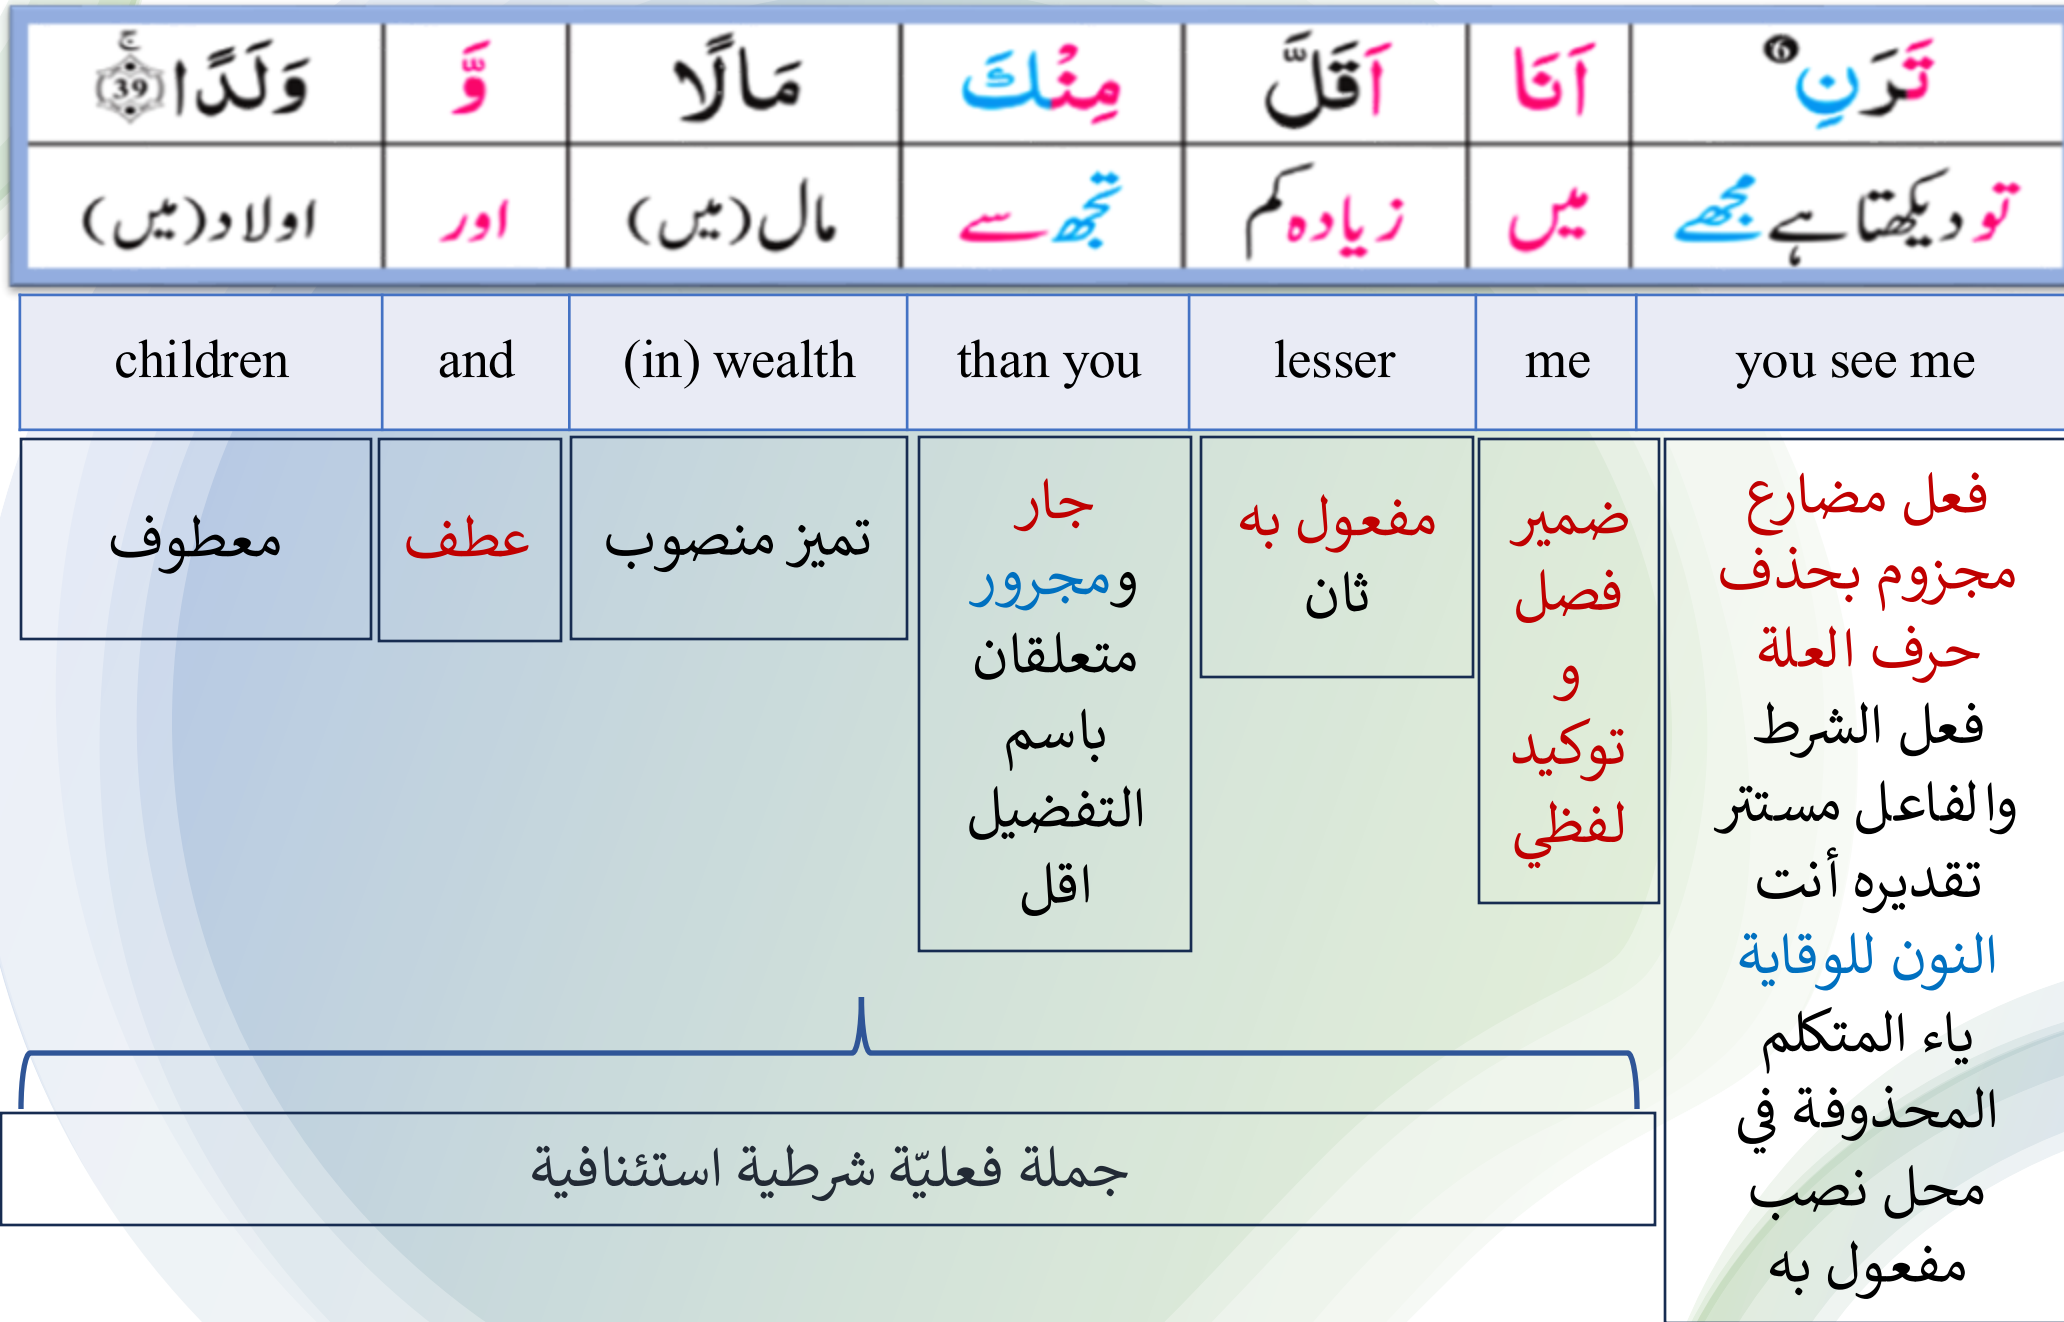 تَرَنِ ❻ اَنَا اَقَلَّ مِنْكَ مَالًا وَّ وَلَدًا ۚ 39
تو دیکھتا ہے مجھے میں زیادہ کم تجھ سے مال (میں) اور اولاد (میں)
you see me me lesser than you (in) wealth and children
فعل مضارع
مجزوم بحذف
حرف العلة
فعل الشرط
والفاعل مستتر
تقديره أنت
النون للوقاية
ياء المتكلم
المحذوفة في
محل نصب
مفعول به
ضمير
فصل
و
توكيد
لفظي
مفعول به
ثان
جار
ومجرور
متعلقان
باسم
التفضيل
اقل
تميز منصوب
عطف
معطوف
جملة فعليّة شرطية استئنافية